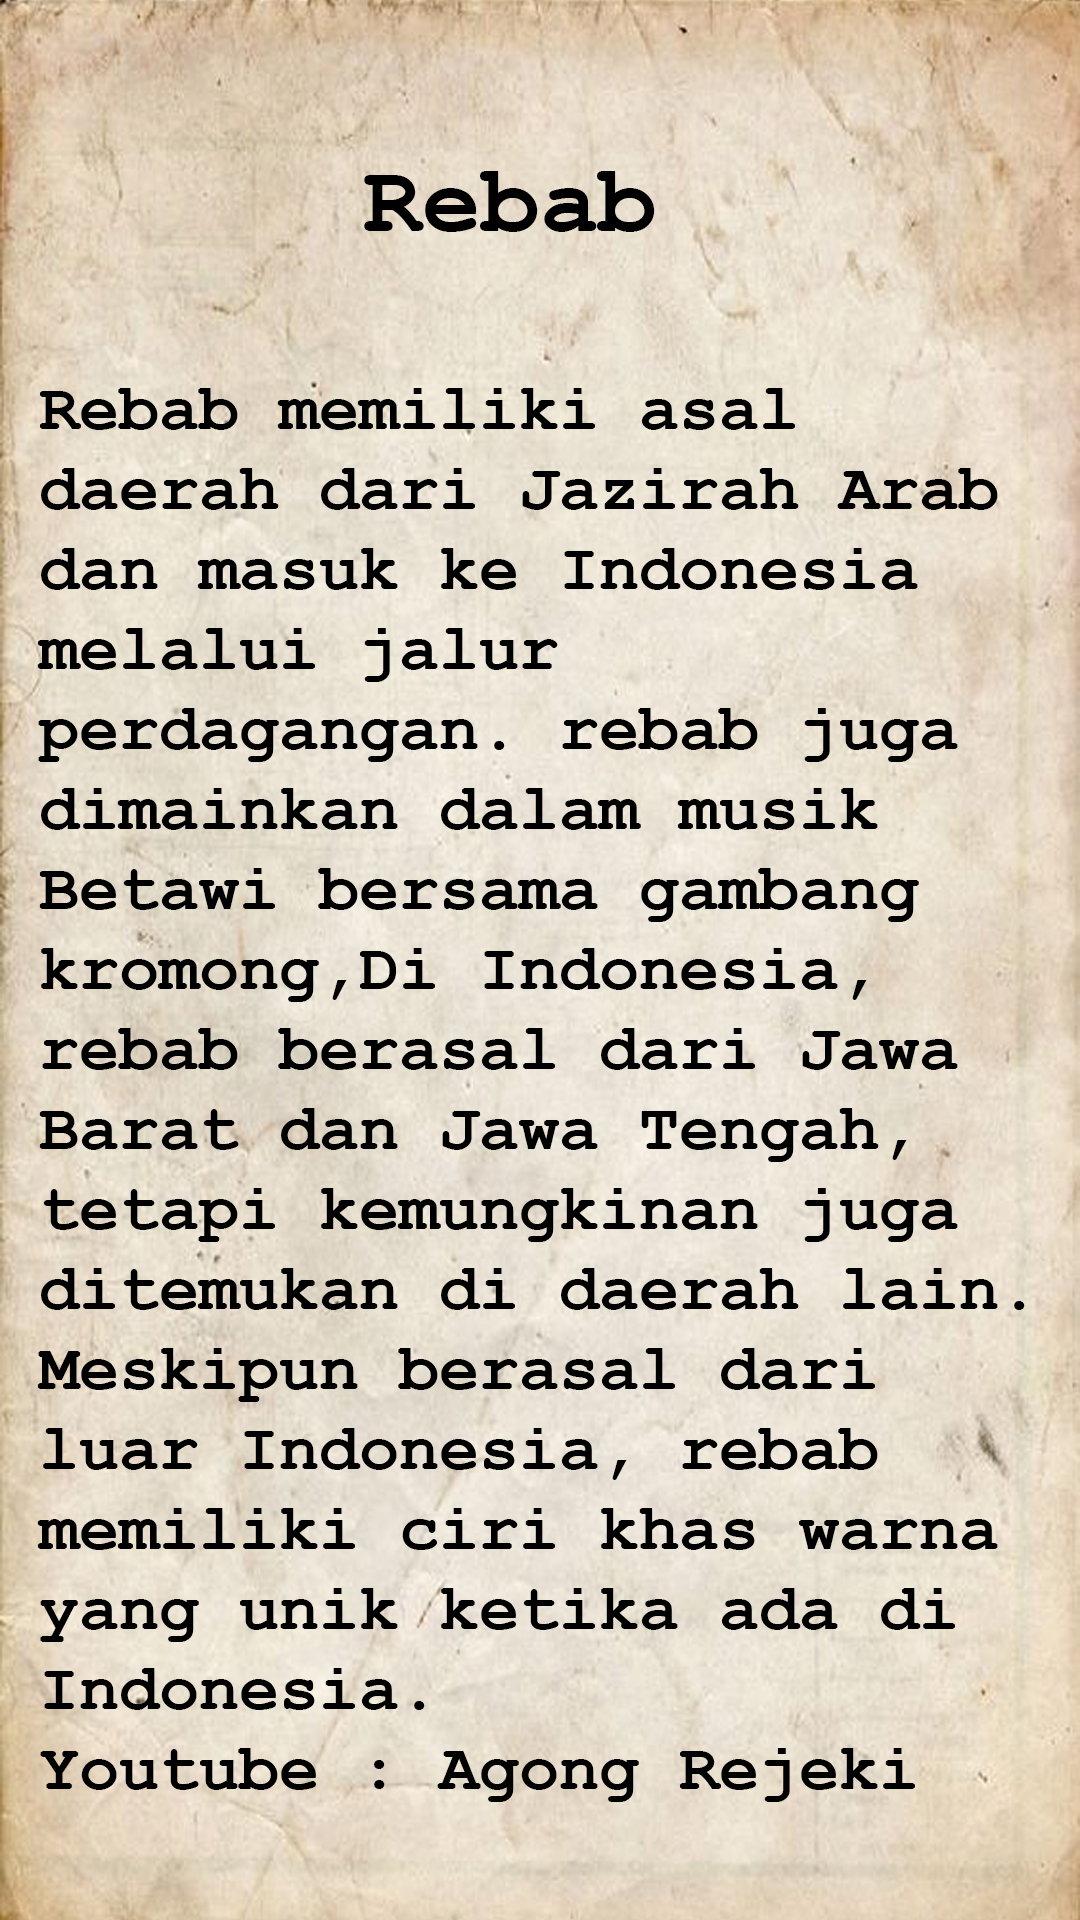 Rebab
Rebab memiliki asal
daerah dari Jazirah Arab
dan masuk ke Indonesia
melalui jalur
perdagangan. rebab juga
dimainkan dalam musik
Betawi bersama gambang
kromong,Di Indonesia,
rebab berasal dari Jawa
Barat dan Jawa Tengah,
tetapi kemungkinan juga
ditemukan di daerah lain.
Meskipun berasal dari
luar Indonesia, rebab
memiliki ciri khas warna
yang unik ketika ada di
Indonesia.
Youtube : Agong Rejeki